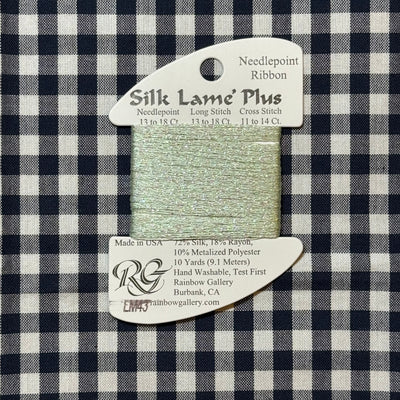 Needlepoint
Ribbon
Silk Lame' Plus
Needlepoint Long Stitch Cross Stitch
13 to 18 Ct. 13 to 18 Ct. 11 to 14 Ct.
Made in USA 72% Silk, 18% Rayon,
10% Metalized Polyester
10 Yards (9.1 Meters)
RG
Hand Washable, Test First
Rainbow Gallery
Burbank, CA
rainbowgallery.com